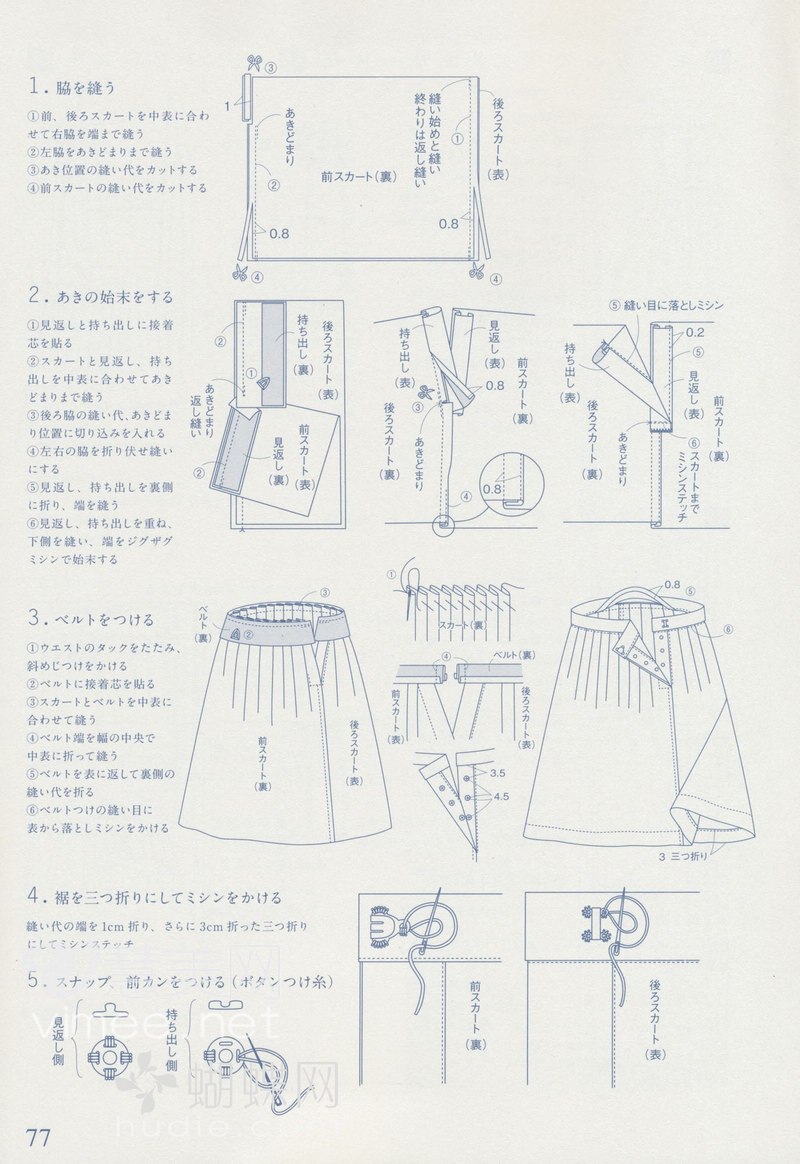 1. 脇を縫う
①前、後ろスカートを中表に合わ
せて右脇を端まで縫う
②左脇をあきどまりまで縫う
③あき位置の縫い代をカットする
④前スカートの縫い代をカットする
③
1
あきどまり
②
0.8
④
前スカート(裏)
縫い始めと縫い
終わりは返し縫い
①
後ろスカート(表)
0.8
④
2. あきの始末をする
①見返しと持ち出しに接着
芯を貼る
②スカートと見返し、持ち
出しを中表に合わせてあき
どまりまで縫う
③後ろ脇の縫い代、あきどま
り位置に切り込みを入れる
④左右の脇を折り伏せ縫い
にする
⑤見返し、持ち出しを裏側
に折り、端を縫う
⑥見返し、持ち出しを重ね、
下側を縫い、端をジグザグ
ミシンで始末する
②
①
持ち出し(裏)
後ろスカート(表)
あきどまり
返し縫い
②
見返し(裏)
前スカート(表)
持ち出し(表)
見返し(表)
0.8
前スカート(裏)
③
後ろスカート(裏)
あきどまり
0.8
④
⑤ 縫い目に落としミシン
0.2
⑤
持ち出し(表)
見返し(表)
後ろスカート(裏)
前スカート(裏)
あきどまり
⑥ スカートまで
ミシンステッチ
3. ベルトをつける
①ウエストのタックをたたみ、
斜めじつけをかける
②ベルトに接着芯を貼る
③スカートとベルトを中表に
合わせて縫う
④ベルト端を幅の中央で
中表に折って縫う
⑤ベルトを表に返して裏側の
縫い代を折る
⑥ベルトつけの縫い目に
表から落としミシンをかける
ベルト(裏)
②
③
前スカート(裏)
後ろスカート(表)
①
スカート(裏)
④
ベルト(裏)
前スカート(表)
後ろスカート(表)
3.5
4.5
0.8
⑤
⑥
3 三つ折り
4. 裾を三つ折りにしてミシンをかける
縫い代の端を1cm折り、さらに3cm折った三つ折り
にしてミシンステッチ
5. スナップ、前カンをつける(ボタンつけ糸)
見返し側
持ち出し側
前スカート(裏)
後ろスカート(表)
vimee.net
蝴蝶网
77